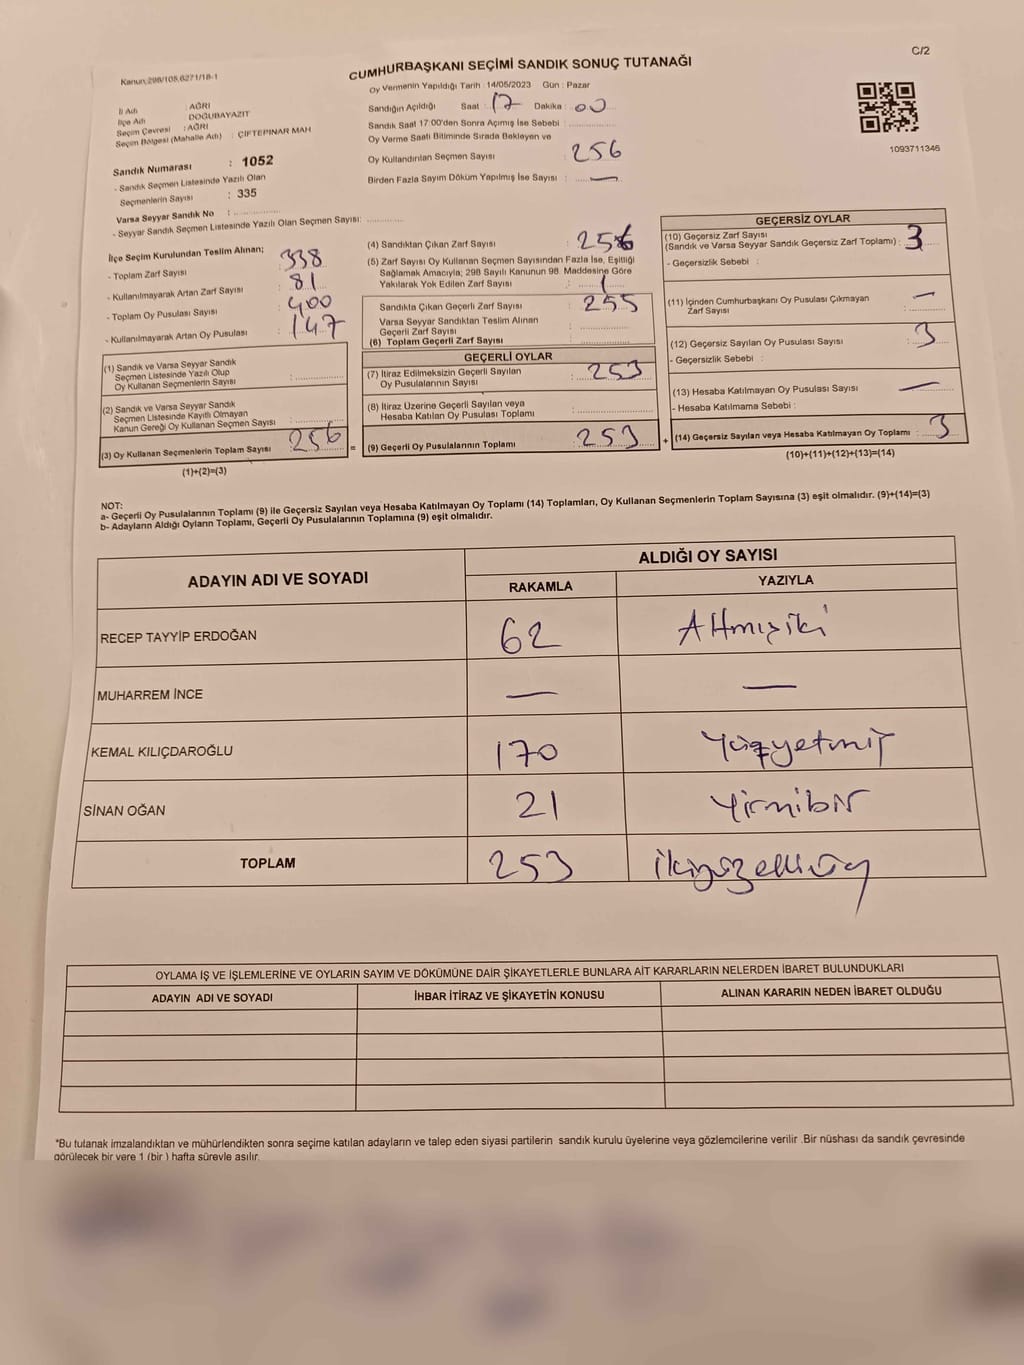 C/2
Kanun.298/108,6271/18-1
CUMHURBAŞKANI SEÇİMİ SANDIK SONUÇ TUTANAĞI
Oy Vermenin Yapıldığı Tarih : 14/05/2023 Gün : Pazar
İl Adı : AĞRI
İlçe Adı : DOĞUBAYAZIT
Seçim Çevresi : AĞRI
Seçim Bölgesi (Mahalle Adı) : ÇİFTEPINAR MAH
Sandık Numarası : 1052
- Sandık Seçmen Listesinde Yazılı Olan
Seçmenlerin Sayısı : 335
Varsa Seyyar Sandık No :
- Seyyar Sandık Seçmen Listesinde Yazılı Olan Seçmen Sayısı:
Sandığın Açıldığı Saat : 17 Dakika : 00
Sandık Saat 17:00'den Sonra Açımış İse Sebebi :
Oy Verme Saati Bitiminde Sırada Bekleyen ve
Oy Kullandırılan Seçmen Sayısı : 256
Birden Fazla Sayım Döküm Yapılmış İse Sayısı : —
1093711346
İlçe Seçim Kurulundan Teslim Alınan;
- Toplam Zarf Sayısı : 338
- Kullanılmayarak Artan Zarf Sayısı : 81
- Toplam Oy Pusulası Sayısı : 400
- Kullanılmayarak Artan Oy Pusulası : 147
(1) Sandık ve Varsa Seyyar Sandık
Seçmen Listesinde Yazılı Olup
Oy Kullanan Seçmenlerin Sayısı :
(2) Sandık ve Varsa Seyyar Sandık
Seçmen Listesinde Kayıtlı Olmayan
Kanun Gereği Oy Kullanan Seçmen Sayısı :
(3) Oy Kullanan Seçmenlerin Toplam Sayısı : 256
(1)+(2)=(3)
(4) Sandıktan Çıkan Zarf Sayısı : 256
(5) Zarf Sayısı Oy Kullanan Seçmen Sayısından Fazla İse, Eşitliği
Sağlamak Amacıyla; 298 Sayılı Kanunun 98. Maddesine Göre
Yakılarak Yok Edilen Zarf Sayısı : 1
Sandıkta Çıkan Geçerli Zarf Sayısı : 255
Varsa Seyyar Sandıktan Teslim Alınan
Geçerli Zarf Sayısı :
(6) Toplam Geçerli Zarf Sayısı :
GEÇERLİ OYLAR
(7) İtiraz Edilmeksizin Geçerli Sayılan
Oy Pusulalarının Sayısı : 253
(8) İtiraz Üzerine Geçerli Sayılan veya
Hesaba Katılan Oy Pusulası Toplamı :
= (9) Geçerli Oy Pusulalarının Toplamı : 253
GEÇERSİZ OYLAR
(10) Geçersiz Zarf Sayısı
(Sandık ve Varsa Seyyar Sandık Geçersiz Zarf Toplamı) : 3
- Geçersizlik Sebebi :
(11) İçinden Cumhurbaşkanı Oy Pusulası Çıkmayan
Zarf Sayısı : —
(12) Geçersiz Sayılan Oy Pusulası Sayısı : 3
- Geçersizlik Sebebi :
(13) Hesaba Katılmayan Oy Pusulası Sayısı : —
- Hesaba Katılmama Sebebi :
+ (14) Geçersiz Sayılan veya Hesaba Katılmayan Oy Toplamı : 3
(10)+(11)+(12)+(13)=(14)
NOT:
a- Geçerli Oy Pusulalarının Toplamı (9) ile Geçersiz Sayılan veya Hesaba Katılmayan Oy Toplamı (14) Toplamları, Oy Kullanan Seçmenlerin Toplam Sayısına (3) eşit olmalıdır. (9)+(14)=(3)
b- Adayların Aldığı Oyların Toplamı, Geçerli Oy Pusulalarının Toplamına (9) eşit olmalıdır.
ADAYIN ADI VE SOYADI ALDIĞI OY SAYISI
RAKAMLA YAZIYLA
RECEP TAYYİP ERDOĞAN 62 Altmışiki
MUHARREM İNCE — —
KEMAL KILIÇDAROĞLU 170 Yüzyetmiş
SİNAN OĞAN 21 Yirmibir
TOPLAM 253 ikiyüzelliüç
OYLAMA İŞ VE İŞLEMLERİNE VE OYLARIN SAYIM VE DÖKÜMÜNE DAİR ŞİKAYETLERLE BUNLARA AİT KARARLARIN NELERDEN İBARET BULUNDUKLARI
ADAYIN ADI VE SOYADI İHBAR İTİRAZ VE ŞİKAYETİN KONUSU ALINAN KARARIN NEDEN İBARET OLDUĞU
*Bu tutanak imzalandıktan ve mühürlendikten sonra seçime katılan adayların ve talep eden siyasi partilerin sandık kurulu üyelerine veya gözlemcilerine verilir .Bir nüshası da sandık çevresinde
görülecek bir yere 1 (bir ) hafta süreyle asılır.